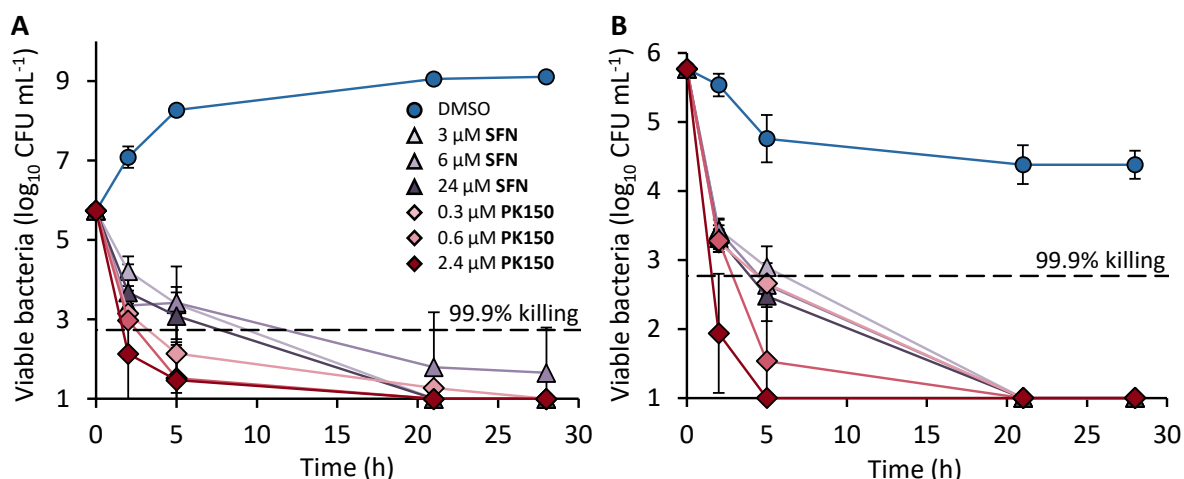 A
Viable bacteria (log10 CFU mL-1)
9
7
5
3
1
DMSO
3 µM SFN
6 µM SFN
24 µM SFN
0.3 µM PK150
0.6 µM PK150
2.4 µM PK150
99.9% killing
0 5 10 15 20 25 30
Time (h)
B
Viable bacteria (log10 CFU mL-1)
6
5
4
3
2
1
99.9% killing
0 5 10 15 20 25 30
Time (h)